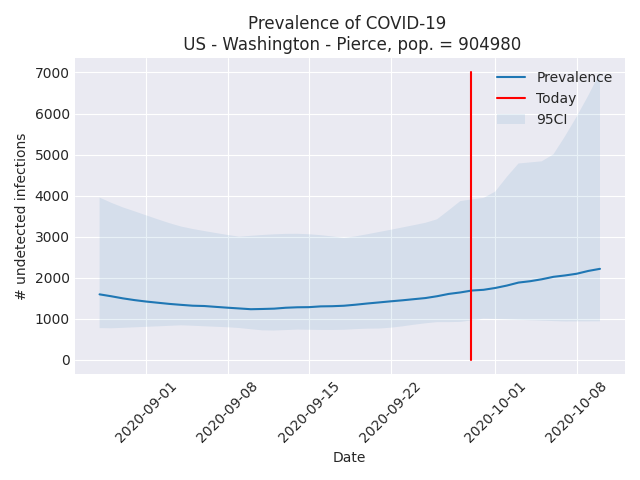 Prevalence of COVID-19
US - Washington - Pierce, pop. = 904980
7000
6000
5000
4000
3000
2000
1000
0
# undetected infections
Prevalence
Today
95CI
2020-09-01
2020-09-08
2020-09-15
2020-09-22
2020-10-01
2020-10-08
Date